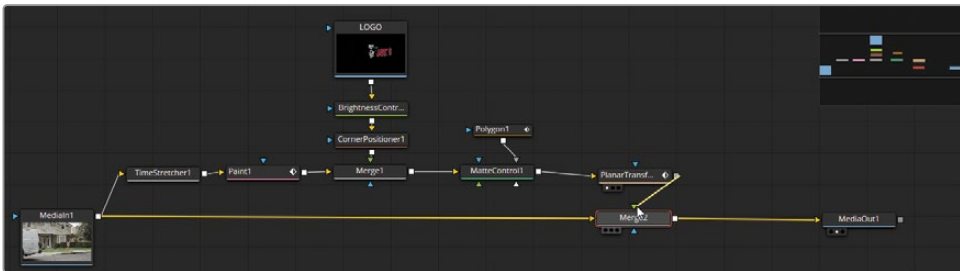 LOGO
BrightnessContr...
CornerPositioner1
Polygon1
TimeStretcher1
Paint1
Merge1
MatteControl1
PlanarTransf...
MediaIn1
Merge2
MediaOut1